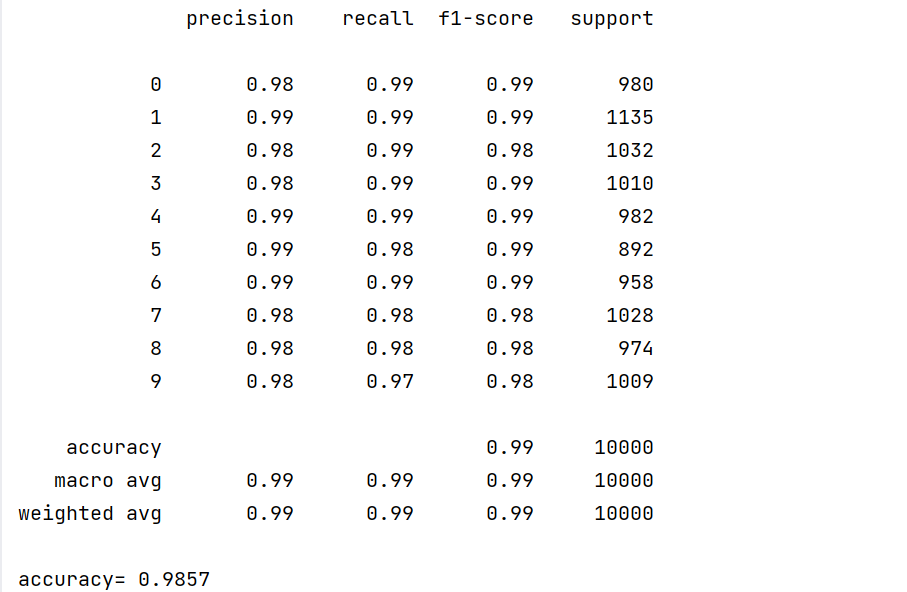 precision recall f1-score support
0 0.98 0.99 0.99 980
1 0.99 0.99 0.99 1135
2 0.98 0.99 0.98 1032
3 0.98 0.99 0.99 1010
4 0.99 0.99 0.99 982
5 0.99 0.98 0.99 892
6 0.99 0.99 0.99 958
7 0.98 0.98 0.98 1028
8 0.98 0.98 0.98 974
9 0.98 0.97 0.98 1009
accuracy 0.99 10000
macro avg 0.99 0.99 0.99 10000
weighted avg 0.99 0.99 0.99 10000
accuracy= 0.9857